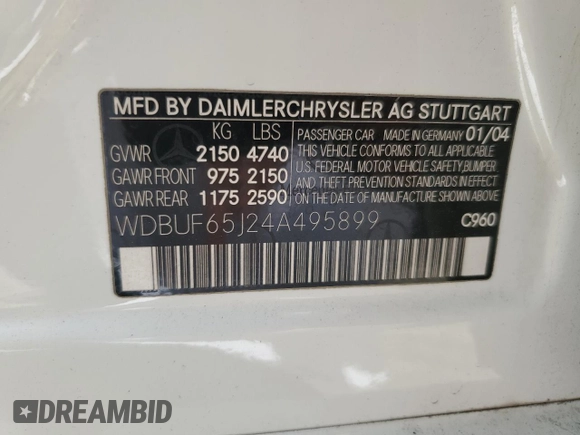 MFD BY DAIMLERCHRYSLER AG STUTTGART
KG LBS
GVWR 2150 4740
GAWR FRONT 975 2150
GAWR REAR 1175 2590
PASSENGER CAR MADE IN GERMANY 01/04
THIS VEHICLE CONFORMS TO ALL APPLICABLE
U.S. FEDERAL MOTOR VEHICLE SAFETY,BUMPER,
AND THEFT PREVENTION STANDARDS IN EFFECT
ON THE DATE OF MANUFACTURE SHOWN ABOVE
WDBUF65J24A495899 C960
DREAMBID